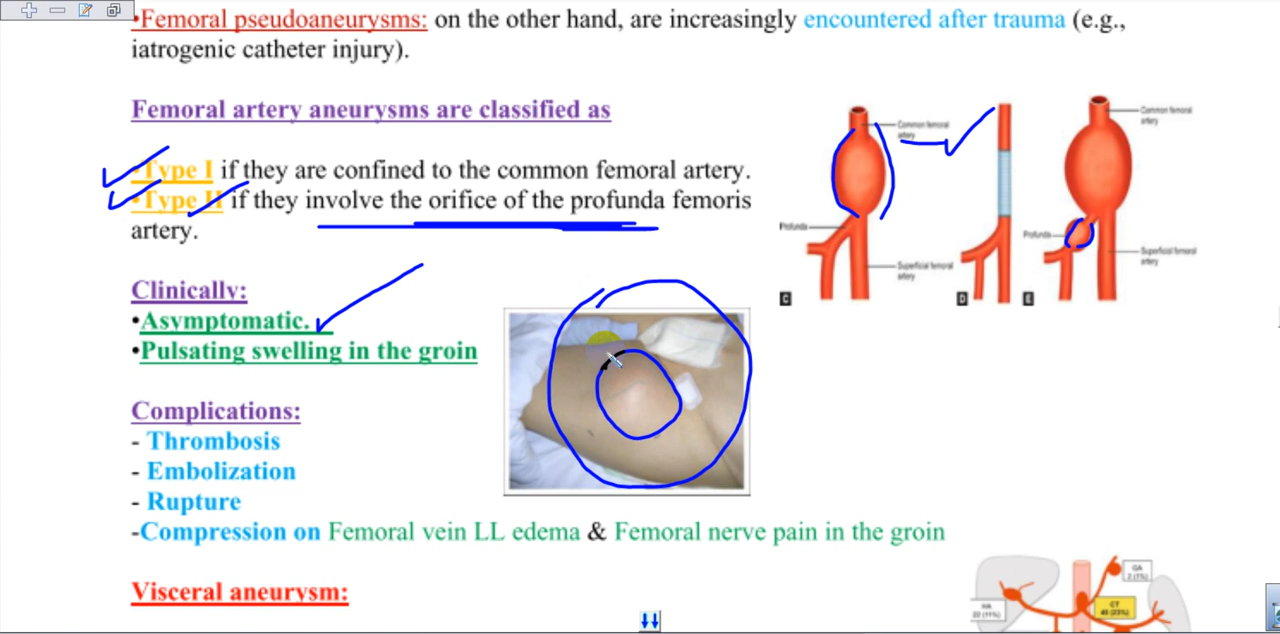 •Femoral pseudoaneurysms: on the other hand, are increasingly encountered after trauma (e.g.,
iatrogenic catheter injury).
Femoral artery aneurysms are classified as
•Type I if they are confined to the common femoral artery.
•Type II if they involve the orifice of the profunda femoris
artery.
Common femoral
artery
Profunda
Superficial femoral
artery
C
D
E
Common femoral
artery
Profunda
Superficial femoral
artery
Clinically:
•Asymptomatic.
•Pulsating swelling in the groin
Complications:
- Thrombosis
- Embolization
- Rupture
-Compression on Femoral vein LL edema & Femoral nerve pain in the groin
Visceral aneurysm:
GA
HA
CT